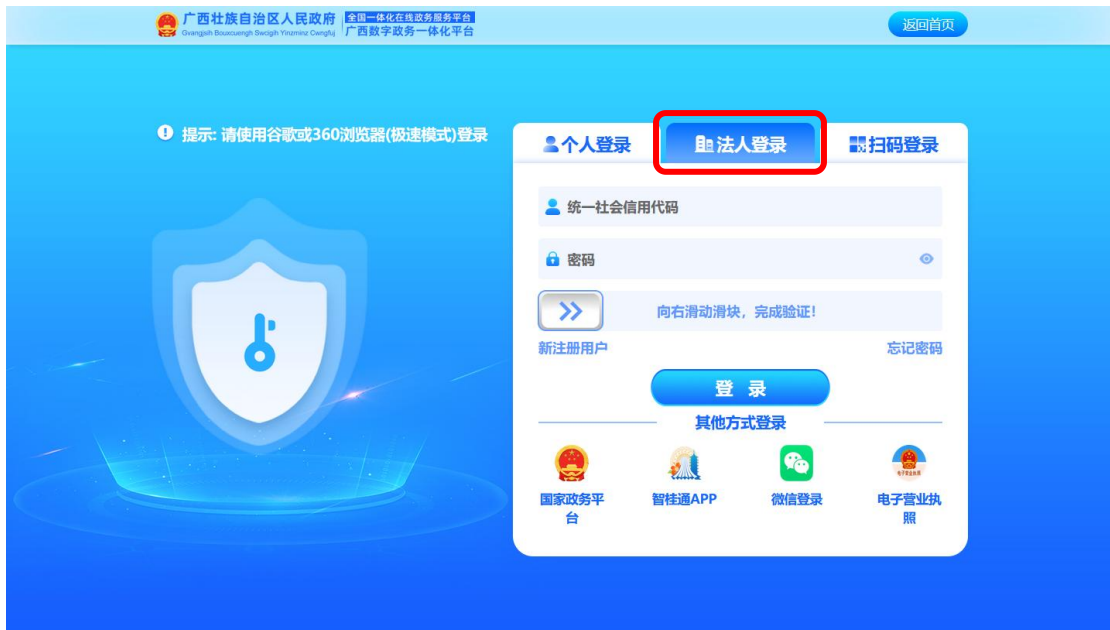 广西壮族自治区人民政府
Gvangjsih Bouxcuengh Swcigih Yinzminz Cwngfuj
全国一体化在线政务服务平台
广西数字政务一体化平台
返回首页
提示: 请使用谷歌或360浏览器(极速模式)登录
个人登录
法人登录
扫码登录
统一社会信用代码
密码
向右滑动滑块，完成验证！
新注册用户
忘记密码
登 录
其他方式登录
国家政务平
台
智桂通APP
微信登录
电子营业执
照